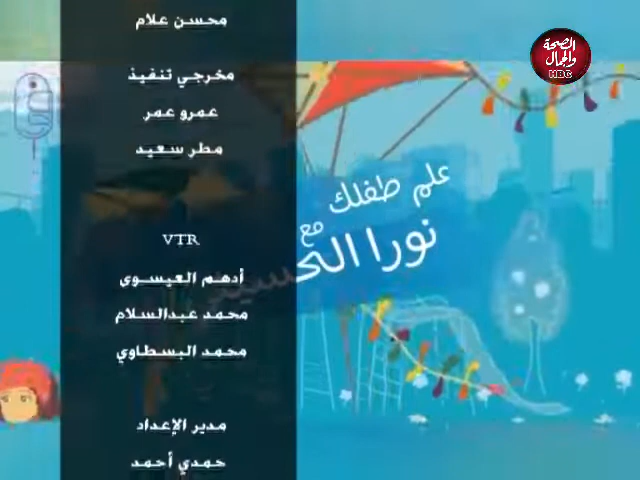 محسن علام
مخرجي تنفيذ
عمرو عمر
مطر سعيد
VTR
أدهم العيسوى
محمد عبدالسلام
محمد البسطاوي
مدير الإعداد
حمدي أحمد
الصحة
والجمال
HBC
علم طفلك
مع
نورا الحسيني